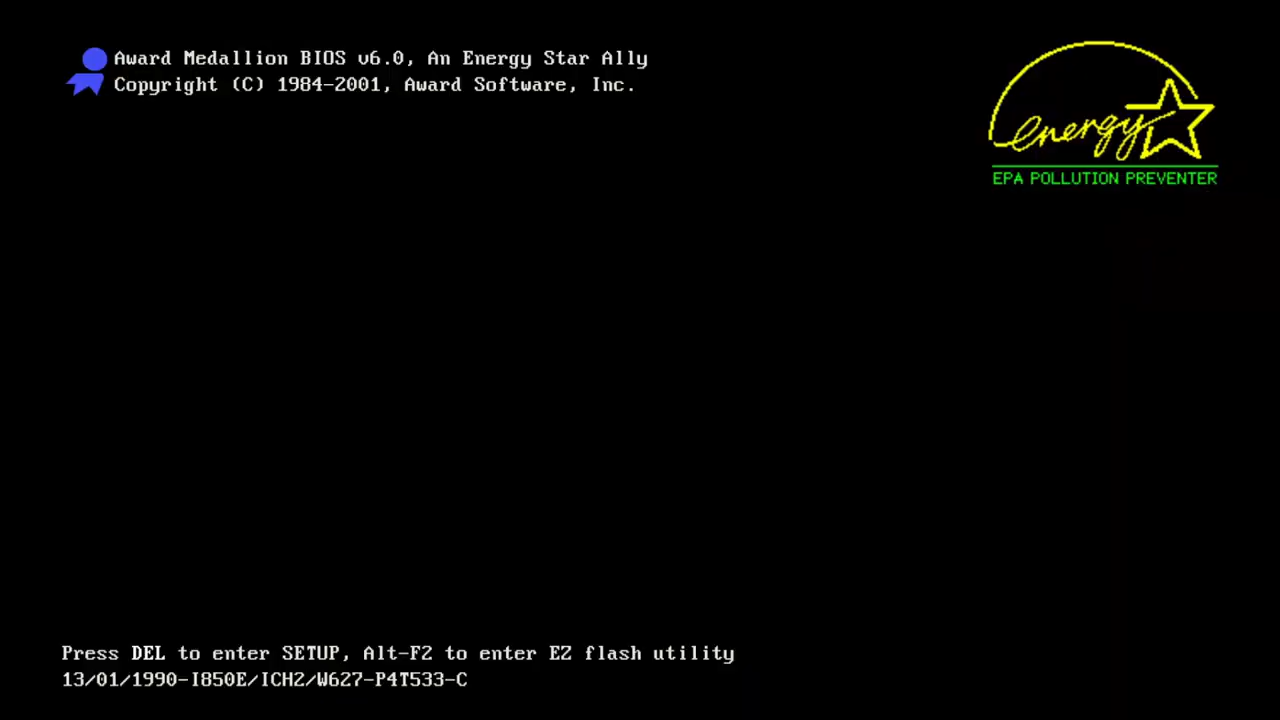 Award Medallion BIOS v6.0, An Energy Star Ally
Copyright (C) 1984-2001, Award Software, Inc.
energy
EPA POLLUTION PREVENTER
Press DEL to enter SETUP, Alt-F2 to enter EZ flash utility
13/01/1990-I850E/ICH2/W627-P4T533-C